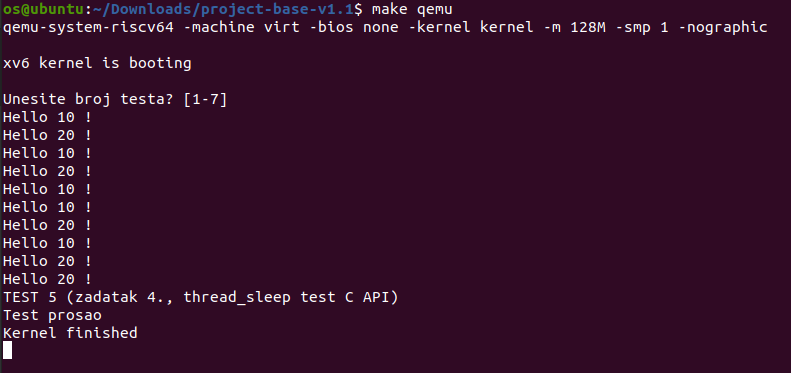 os@ubuntu:~/Downloads/project-base-v1.1$ make qemu
qemu-system-riscv64 -machine virt -bios none -kernel kernel -m 128M -smp 1 -nographic
xv6 kernel is booting
Unesite broj testa? [1-7]
Hello 10 !
Hello 20 !
Hello 10 !
Hello 20 !
Hello 10 !
Hello 10 !
Hello 20 !
Hello 10 !
Hello 20 !
Hello 20 !
TEST 5 (zadatak 4., thread_sleep test C API)
Test prosao
Kernel finished